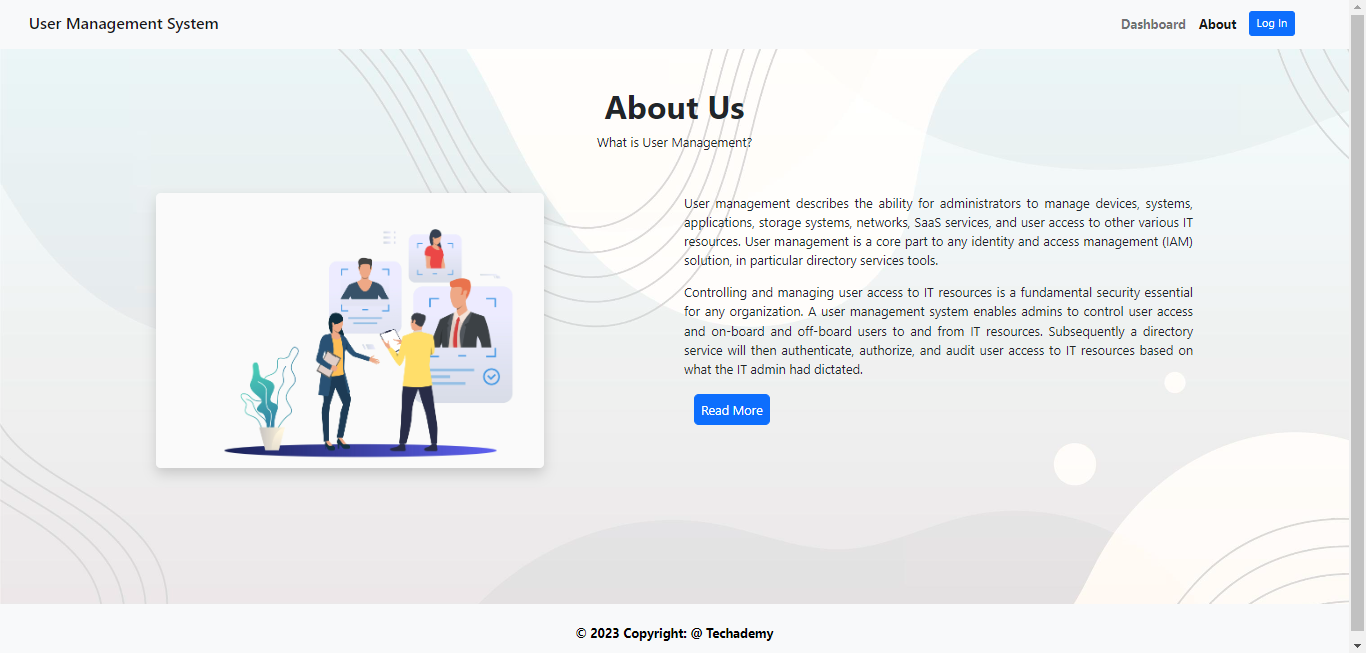 User Management System
Dashboard About Log In
About Us
What is User Management?
User management describes the ability for administrators to manage devices, systems,
applications, storage systems, networks, SaaS services, and user access to other various IT
resources. User management is a core part to any identity and access management (IAM)
solution, in particular directory services tools.
Controlling and managing user access to IT resources is a fundamental security essential
for any organization. A user management system enables admins to control user access
and on-board and off-board users to and from IT resources. Subsequently a directory
service will then authenticate, authorize, and audit user access to IT resources based on
what the IT admin had dictated.
Read More
© 2023 Copyright: @ Techademy